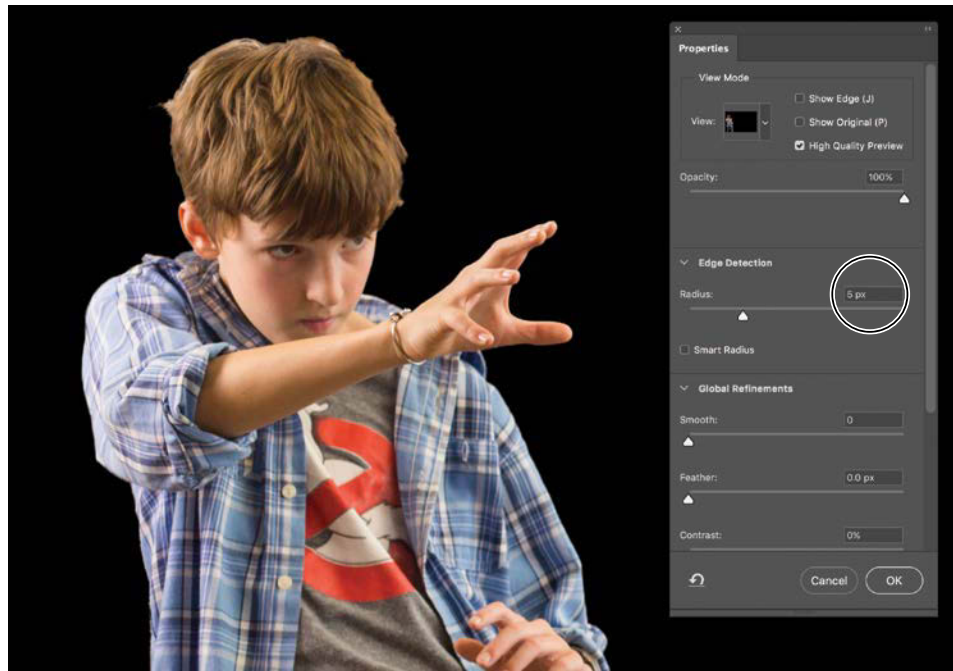 Properties
View Mode
Show Edge (J)
View:
Show Original (P)
High Quality Preview
Opacity: 100%
Edge Detection
Radius: 5 px
Smart Radius
Global Refinements
Smooth: 0
Feather: 0.0 px
Contrast: 0%
Cancel OK